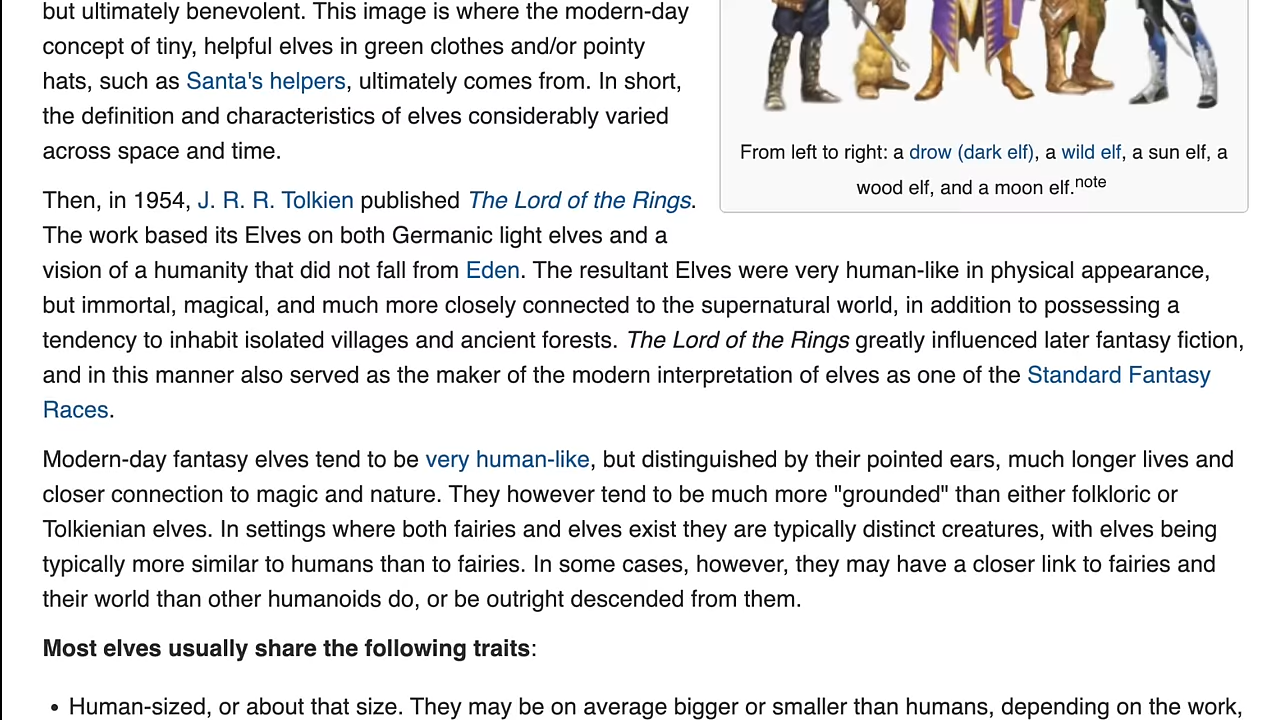 but ultimately benevolent. This image is where the modern-day
concept of tiny, helpful elves in green clothes and/or pointy
hats, such as Santa's helpers, ultimately comes from. In short,
the definition and characteristics of elves considerably varied
across space and time.
From left to right: a drow (dark elf), a wild elf, a sun elf, a
wood elf, and a moon elf.note
Then, in 1954, J. R. R. Tolkien published The Lord of the Rings.
The work based its Elves on both Germanic light elves and a
vision of a humanity that did not fall from Eden. The resultant Elves were very human-like in physical appearance,
but immortal, magical, and much more closely connected to the supernatural world, in addition to possessing a
tendency to inhabit isolated villages and ancient forests. The Lord of the Rings greatly influenced later fantasy fiction,
and in this manner also served as the maker of the modern interpretation of elves as one of the Standard Fantasy
Races.
Modern-day fantasy elves tend to be very human-like, but distinguished by their pointed ears, much longer lives and
closer connection to magic and nature. They however tend to be much more "grounded" than either folkloric or
Tolkienian elves. In settings where both fairies and elves exist they are typically distinct creatures, with elves being
typically more similar to humans than to fairies. In some cases, however, they may have a closer link to fairies and
their world than other humanoids do, or be outright descended from them.
Most elves usually share the following traits:
• Human-sized, or about that size. They may be on average bigger or smaller than humans, depending on the work,